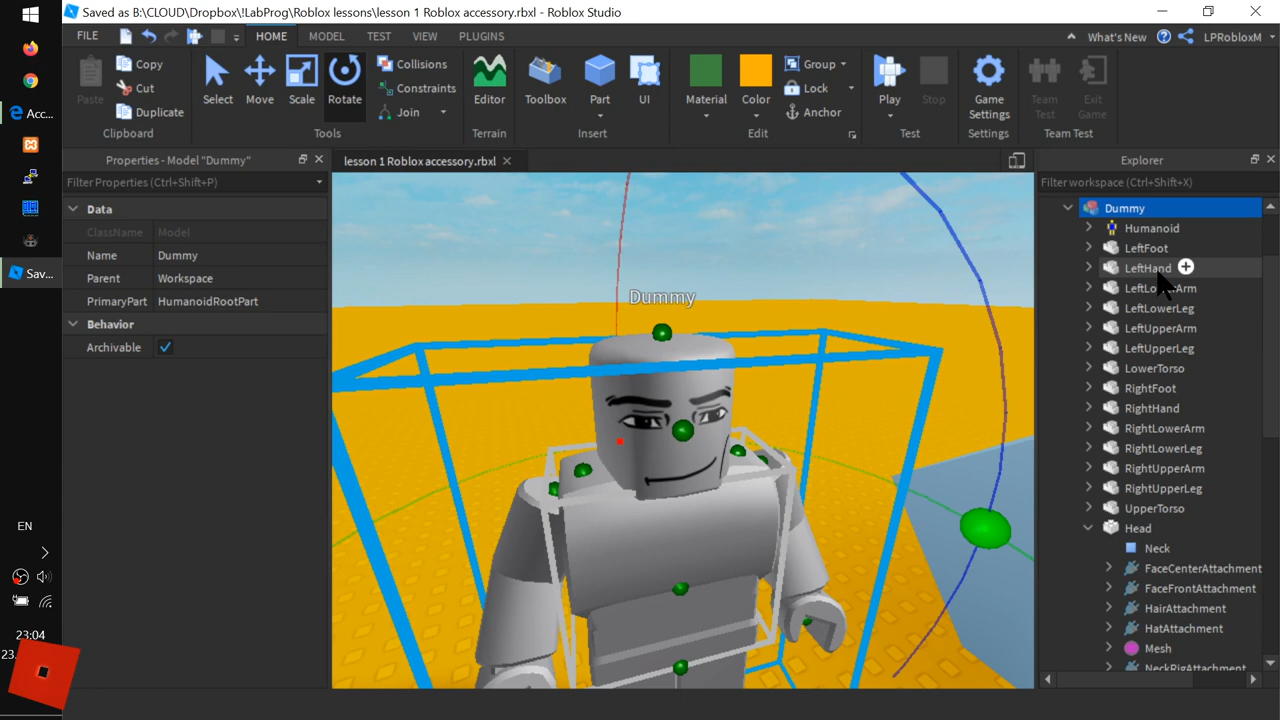 Saved as B:\CLOUD\Dropbox\!LabProg\Roblox lessons\lesson 1 Roblox accessory.rbxl - Roblox Studio
FILE HOME MODEL TEST VIEW PLUGINS What's New LPRobloxM
Paste Copy Cut Duplicate Clipboard
Select Move Scale Rotate Collisions Constraints Join Tools
Editor Terrain
Toolbox Part UI Insert
Material Color Group Lock Anchor Edit
Play Stop Test
Game Settings Settings
Team Test Exit Game Team Test
Properties - Model "Dummy"
Filter Properties (Ctrl+Shift+P)
Data
ClassName Model
Name Dummy
Parent Workspace
PrimaryPart HumanoidRootPart
Behavior
Archivable
lesson 1 Roblox accessory.rbxl
Dummy
Explorer
Filter workspace (Ctrl+Shift+X)
Dummy
Humanoid
LeftFoot
LeftHand
LeftLowerArm
LeftLowerLeg
LeftUpperArm
LeftUpperLeg
LowerTorso
RightFoot
RightHand
RightLowerArm
RightLowerLeg
RightUpperArm
RightUpperLeg
UpperTorso
Head
Neck
FaceCenterAttachment
FaceFrontAttachment
HairAttachment
HatAttachment
Mesh
NeckRigAttachment
Acc...
Sav...
EN
23:04
23.